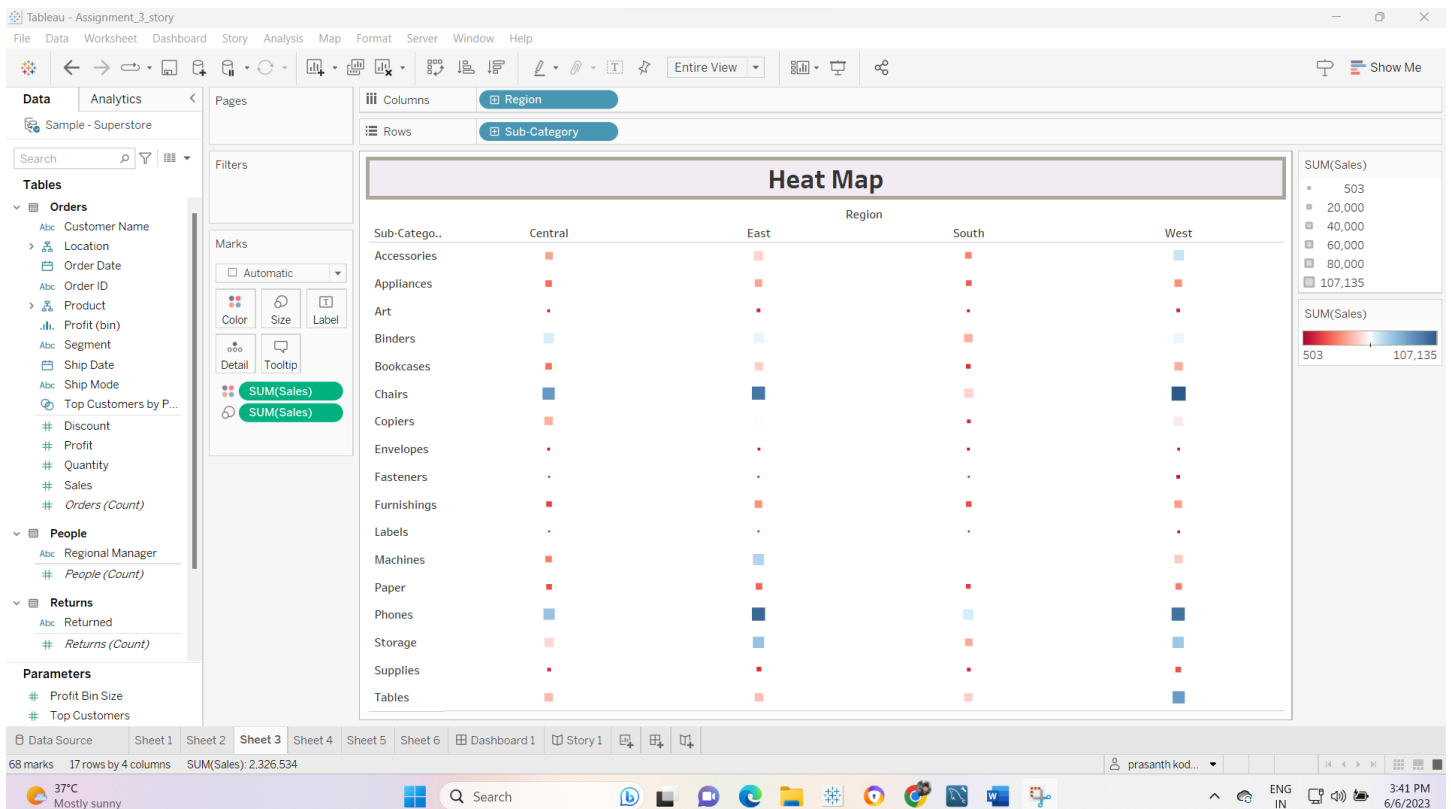 Tableau - Assignment_3_story
File Data Worksheet Dashboard Story Analysis Map Format Server Window Help
Entire View
Show Me
Data Analytics
Sample - Superstore
Search
Tables
Orders
Abc Customer Name
Location
Order Date
Abc Order ID
Product
Profit (bin)
Abc Segment
Ship Date
Abc Ship Mode
Top Customers by P...
# Discount
# Profit
# Quantity
# Sales
# Orders (Count)
People
Abc Regional Manager
# People (Count)
Returns
Abc Returned
# Returns (Count)
Parameters
# Profit Bin Size
# Top Customers
Pages
Filters
Marks
Automatic
Color Size Label
Detail Tooltip
SUM(Sales)
SUM(Sales)
Columns Region
Rows Sub-Category
Heat Map
Region
Sub-Catego.. Central East South West
Accessories
Appliances
Art
Binders
Bookcases
Chairs
Copiers
Envelopes
Fasteners
Furnishings
Labels
Machines
Paper
Phones
Storage
Supplies
Tables
SUM(Sales)
503
20,000
40,000
60,000
80,000
107,135
SUM(Sales)
503 107,135
Data Source Sheet 1 Sheet 2 Sheet 3 Sheet 4 Sheet 5 Sheet 6 Dashboard 1 Story 1
68 marks 17 rows by 4 columns SUM(Sales): 2,326,534
prasanth kod...
37°C
Mostly sunny
Search
ENG
IN
3:41 PM
6/6/2023